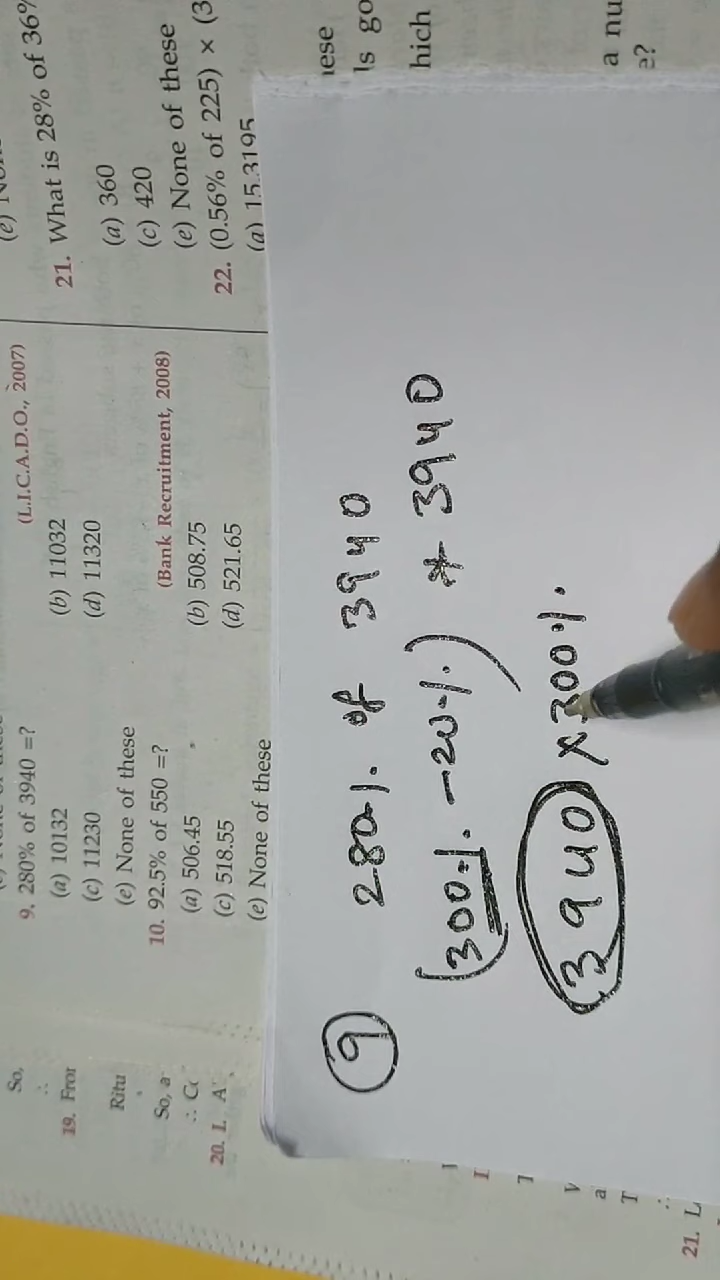 So,
∴
19. Fror
Ritu
So, a
∴ Co
20. I. A
21. L
9. 280% of 3940 =?
(L.I.C.A.D.O., 2007)
(a) 10132 (b) 11032
(c) 11230 (d) 11320
(e) None of these
10. 92.5% of 550 =?
(Bank Recruitment, 2008)
(a) 506.45 (b) 508.75
(c) 518.55 (d) 521.65
(e) None of these
21. What is 28% of 36%
(a) 360
(c) 420
(e) None of these
22. (0.56% of 225) × (3
(a) 15.3195
hich
a nu
e?
9 280%. of 3940
(300%. -20%.) * 3940
(3940) x 300%.